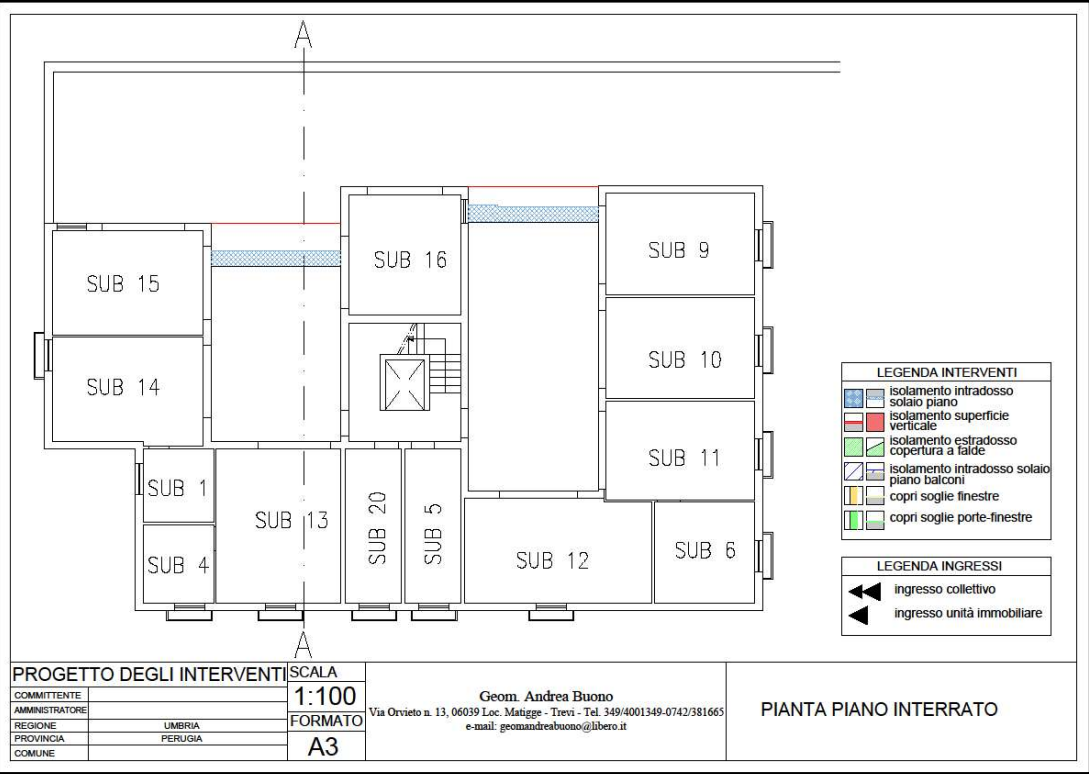 A
SUB 9
SUB 16
SUB 15
SUB 10
SUB 14
SUB 11
SUB 1
SUB 13
SUB 20
SUB 5
SUB 12
SUB 6
SUB 4
A
LEGENDA INTERVENTI
isolamento intradosso
solaio piano
isolamento superficie
verticale
isolamento estradosso
copertura a falde
isolamento intradosso solaio
piano balconi
copri soglie finestre
copri soglie porte-finestre
LEGENDA INGRESSI
ingresso collettivo
ingresso unità immobiliare
PROGETTO DEGLI INTERVENTI
COMMITTENTE
AMMINISTRATORE
REGIONE UMBRIA
PROVINCIA PERUGIA
COMUNE
SCALA
1:100
FORMATO
A3
Geom. Andrea Buono
Via Orvieto n. 13, 06039 Loc. Matigge - Trevi - Tel. 349/4001349-0742/381665
e-mail: geomandreabuono@libero.it
PIANTA PIANO INTERRATO